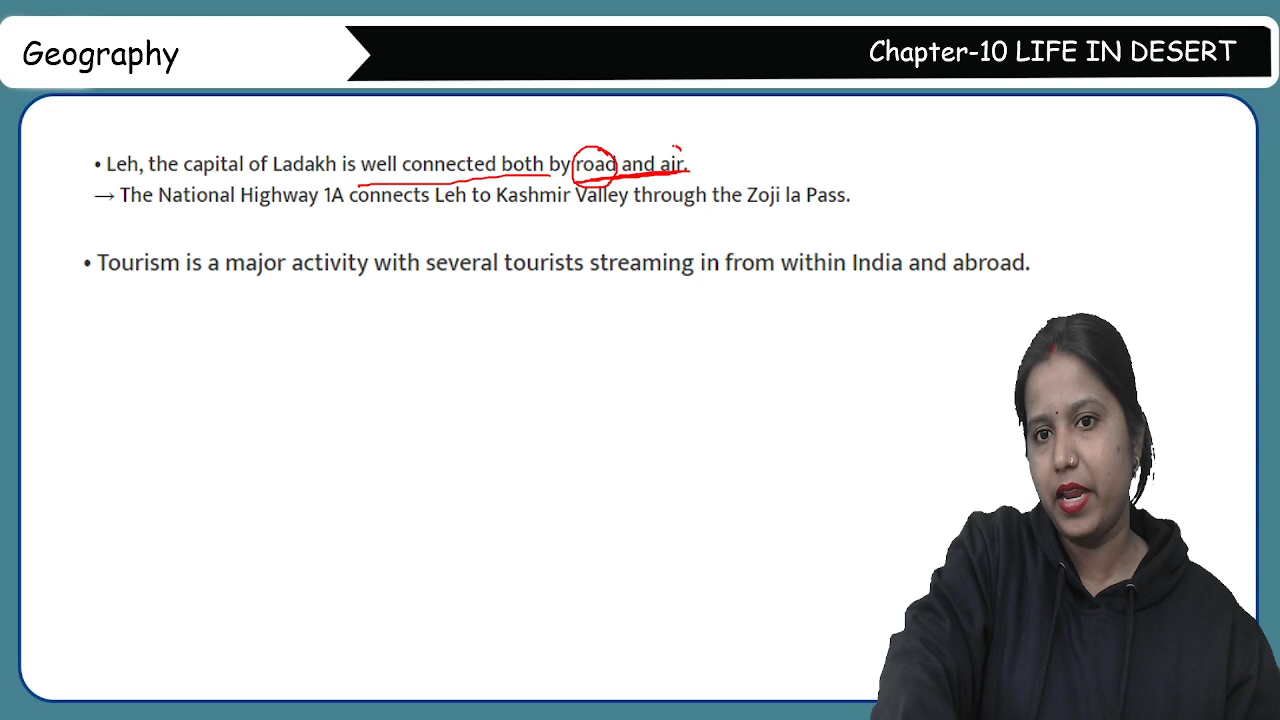 Geography
Chapter-10 LIFE IN DESERT
• Leh, the capital of Ladakh is well connected both by road and air.
→ The National Highway 1A connects Leh to Kashmir Valley through the Zoji la Pass.
• Tourism is a major activity with several tourists streaming in from within India and abroad.